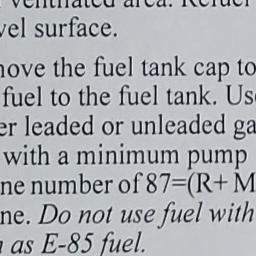 ventilated area. Refuel
vel surface.
nove the fuel tank cap to
fuel to the fuel tank. Us
er leaded or unleaded ga
with a minimum pump
ne number of 87=(R+ M
ne. Do not use fuel with
as E-85 fuel.